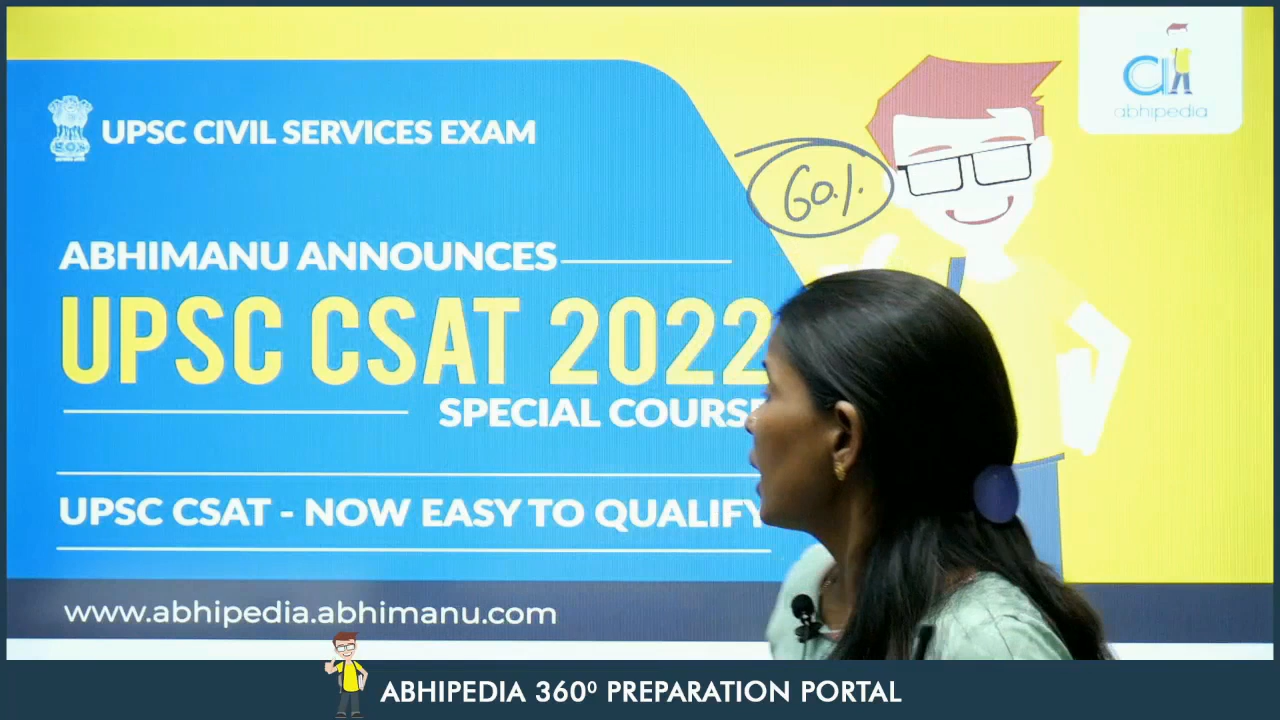 UPSC CIVIL SERVICES EXAM
abhipedia
60%
ABHIMANU ANNOUNCES
UPSC CSAT 2022
SPECIAL COURSE
UPSC CSAT - NOW EASY TO QUALIFY
www.abhipedia.abhimanu.com
ABHIPEDIA 360⁰ PREPARATION PORTAL